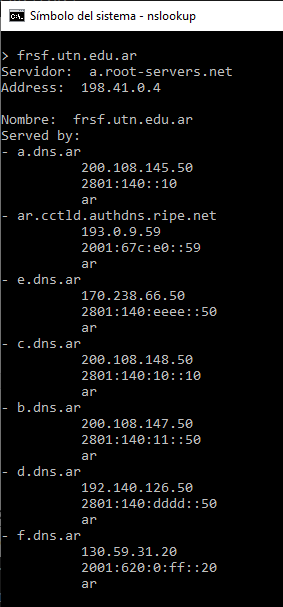 Símbolo del sistema - nslookup
> frsf.utn.edu.ar
Servidor:  a.root-servers.net
Address:  198.41.0.4
Nombre:  frsf.utn.edu.ar
Served by:
- a.dns.ar
200.108.145.50
2801:140::10
ar
- ar.cctld.authdns.ripe.net
193.0.9.59
2001:67c:e0::59
ar
- e.dns.ar
170.238.66.50
2801:140:eeee::50
ar
- c.dns.ar
200.108.148.50
2801:140:10::10
ar
- b.dns.ar
200.108.147.50
2801:140:11::50
ar
- d.dns.ar
192.140.126.50
2801:140:dddd::50
ar
- f.dns.ar
130.59.31.20
2001:620:0:ff::20
ar